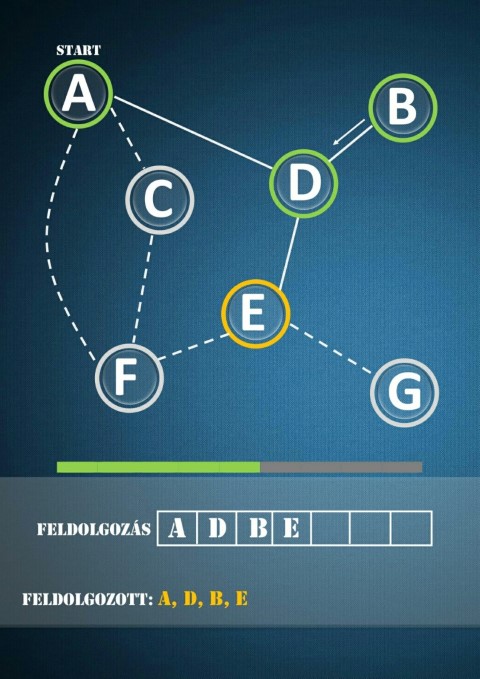 START
A
B
C
D
E
F
G
FELDOLGOZÁS A D B E
FELDOLGOZOTT: A, D, B, E